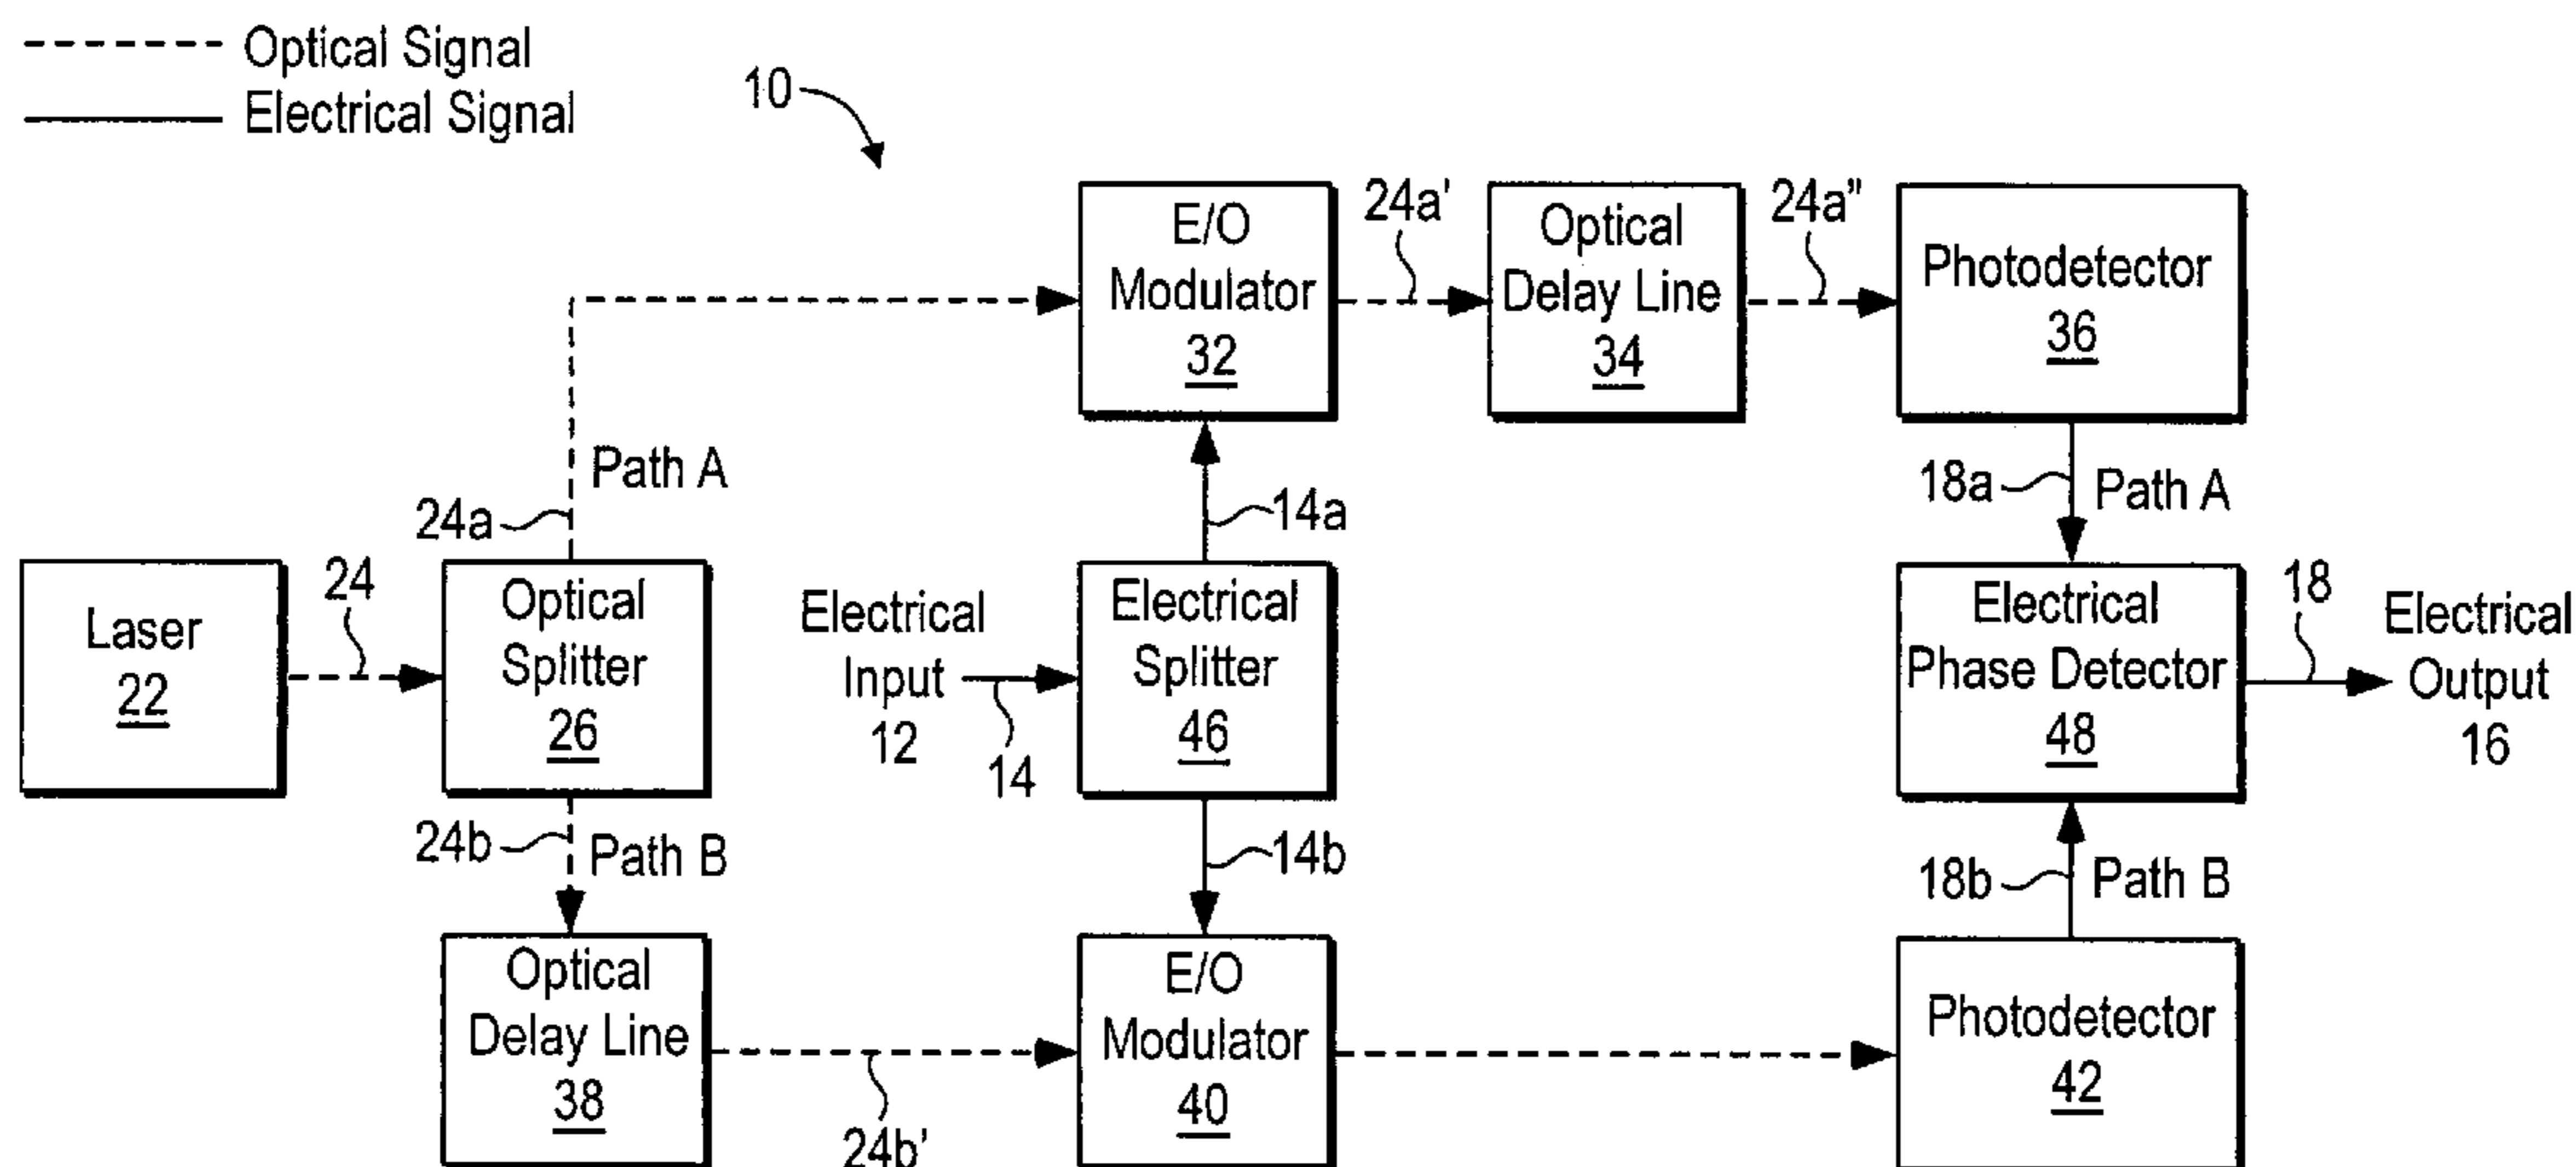 Optical Signal
Electrical Signal
10
E/O
Modulator
32
24a'
Optical
Delay Line
34
24a"
Photodetector
36
Path A
24a
14a
18a
Path A
Laser
22
24
Optical
Splitter
26
Electrical
Input
12
14
Electrical
Splitter
46
Electrical
Phase Detector
48
18
Electrical
Output
16
24b
Path B
14b
18b
Path B
Optical
Delay Line
38
24b'
E/O
Modulator
40
Photodetector
42